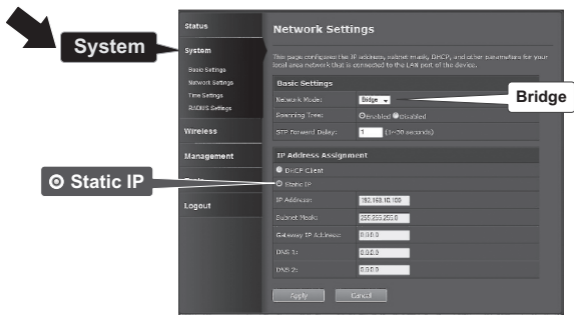 Status
Network Settings
System
System
This page configures the IP address, subnet mask, DHCP, and other parameters for your
local area network that is connected to the LAN port of the device.
Basic Settings
Network Settings
Time Settings
RADIUS Settings
Basic Settings
Network Mode: Bridge
Bridge
Spanning Tree: Enabled Disabled
STP Forward Delay: 1 (1~30 seconds)
Wireless
Management
IP Address Assignment
DHCP Client
Static IP
Static IP
Logout
IP Address: 192.168.10.100
Subnet Mask: 255.255.255.0
Gateway IP Address: 0.0.0.0
DNS 1: 0.0.0.0
DNS 2: 0.0.0.0
Apply Cancel